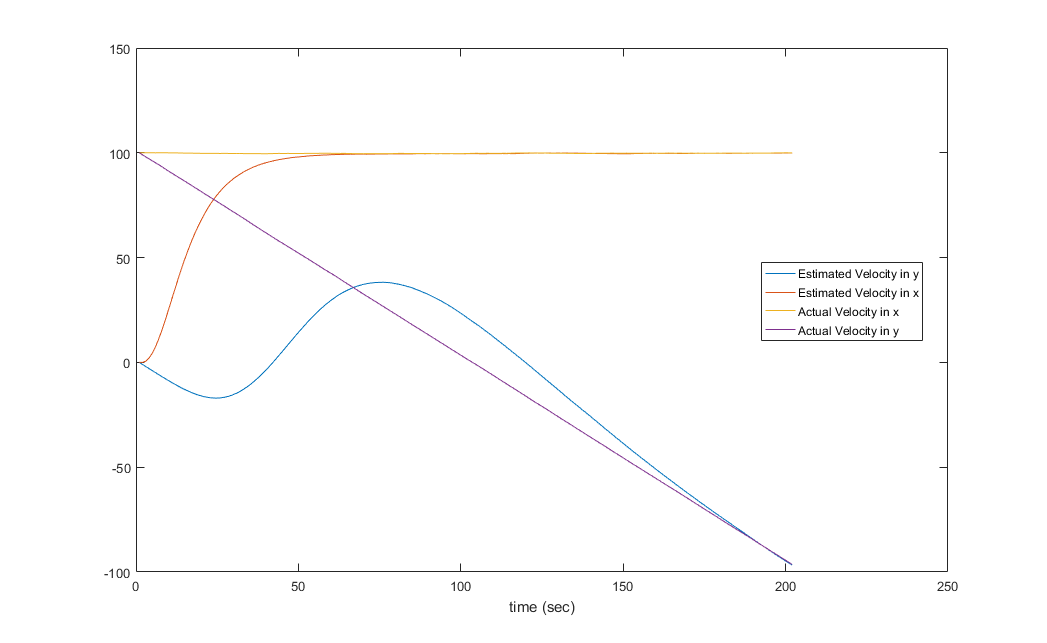 150
100
50
0
-50
-100
0
50
100
150
200
250
time (sec)
Estimated Velocity in y
Estimated Velocity in x
Actual Velocity in x
Actual Velocity in y